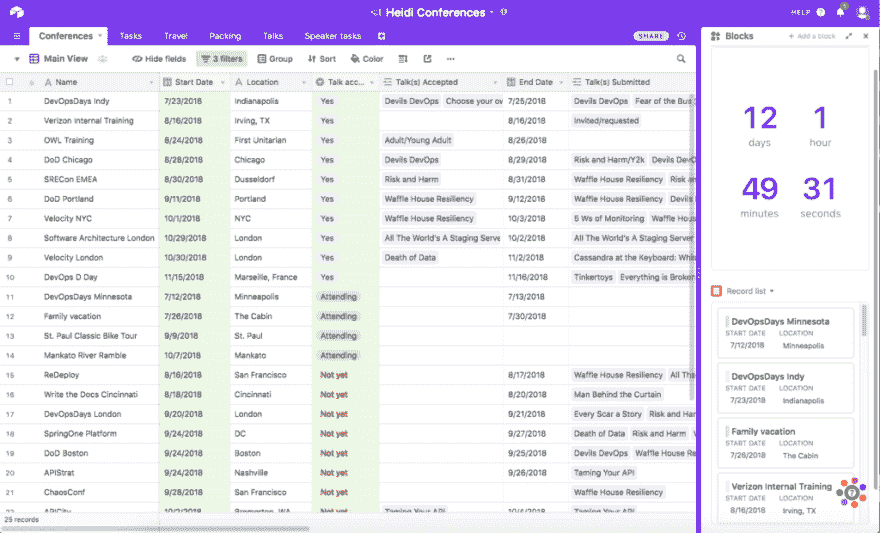 Heidi Conferences HELP
Conferences Tasks Travel Packing Talks Speaker tasks SHARE Blocks + Add a block
Main View Hide fields 3 filters Group Sort Color
Name Start Date Location Talk acc... Talk(s) Accepted End Date Talk(s) Submitted
1 DevOpsDays Indy 7/23/2018 Indianapolis Yes Devils DevOps Choose your ow 7/25/2018 Devils DevOps Fear of the Bus
2 Verizon Internal Training 8/16/2018 Irving, TX Yes 8/16/2018 Invited/requested
3 OWL Training 8/24/2018 First Unitarian Yes Adult/Young Adult 8/26/2018
4 DoD Chicago 8/28/2018 Chicago Yes Devils DevOps 8/29/2018 Risk and Harm/Y2k Devils Dev
5 SRECon EMEA 8/30/2018 Dusseldorf Yes Risk and Harm 8/31/2018 Waffle House Resiliency Risk an
6 DoD Portland 9/11/2018 Portland Yes Waffle House Resiliency 9/12/2018 Waffle House Resiliency Devils
7 Velocity NYC 10/1/2018 NYC Yes Waffle House Resiliency 10/3/2018 5 Ws of Monitoring Waffle Hou
8 Software Architecture London 10/29/2018 London Yes All The World's A Staging Serve 10/2/2018 All The World's A Staging Server
9 Velocity London 10/30/2018 London Yes Death of Data 11/2/2018 Cassandra at the Keyboard: Whi
10 DevOps D Day 11/15/2018 Marseille, France Yes 11/16/2018 Tinkertoys Everything is Broken
11 DevOpsDays Minnesota 7/12/2018 Minneapolis Attending 7/13/2018
12 Family vacation 7/26/2018 The Cabin Attending 7/30/2018
13 St. Paul Classic Bike Tour 9/9/2018 St. Paul Attending
14 Mankato River Ramble 10/7/2018 Mankato Attending
15 ReDeploy 8/16/2018 San Francisco Not yet 8/17/2018 Waffle House Resiliency All The
16 Write the Docs Cincinnati 8/18/2018 Cincinnati Not yet 8/20/2018 Man Behind the Curtain
17 DevOpsDays London 9/20/2018 London Not yet 9/21/2018 Every Scar a Story Risk and Har
18 SpringOne Platform 9/24/2018 DC Not yet 9/27/2018 Death of Data Risk and Harm W
19 DoD Boston 9/24/2018 Boston Not yet 9/25/2018 Devils DevOps Waffle House Re
20 APIStrat 9/24/2018 Nashville Not yet 9/26/2018 Taming Your API
21 ChaosConf 9/28/2018 San Francisco Not yet Waffle House Resiliency
25 records
12 1
days hour
49 31
minutes seconds
Record list
DevOpsDays Minnesota
START DATE LOCATION
7/12/2018 Minneapolis
DevOpsDays Indy
START DATE LOCATION
7/23/2018 Indianapolis
Family vacation
START DATE LOCATION
7/26/2018 The Cabin
Verizon Internal Training
START DATE LOCATION
8/16/2018 Irving, TX